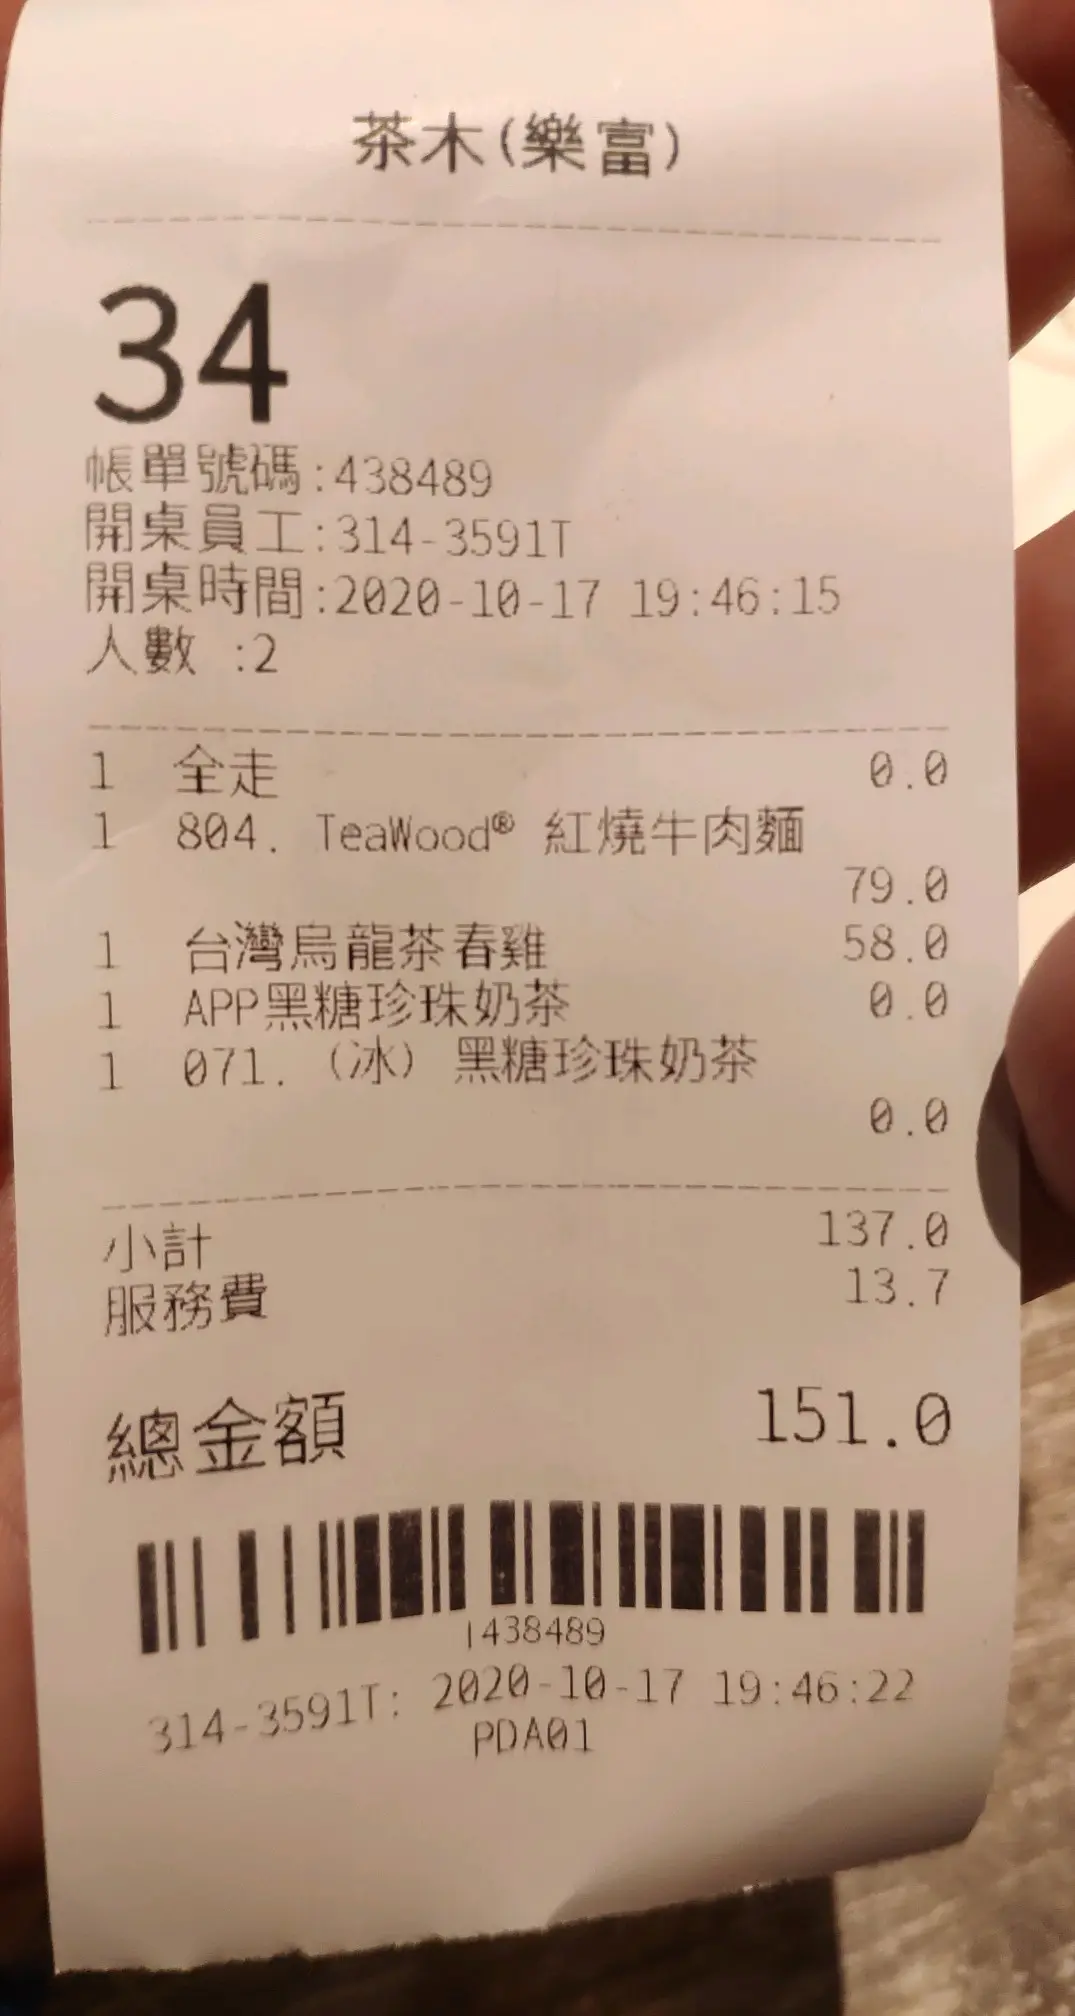 茶木(樂富)
34
帳單號碼:438489
開桌員工:314-3591T
開桌時間:2020-10-17 19:46:15
人數 :2
1 全走 0.0
1 804. TeaWood® 紅燒牛肉麵
79.0
1 台灣烏龍茶春雞 58.0
1 APP黑糖珍珠奶茶 0.0
1 071. (冰) 黑糖珍珠奶茶
0.0
小計 137.0
服務費 13.7
總金額 151.0
1438489
314-3591T: 2020-10-17 19:46:22
PDA01